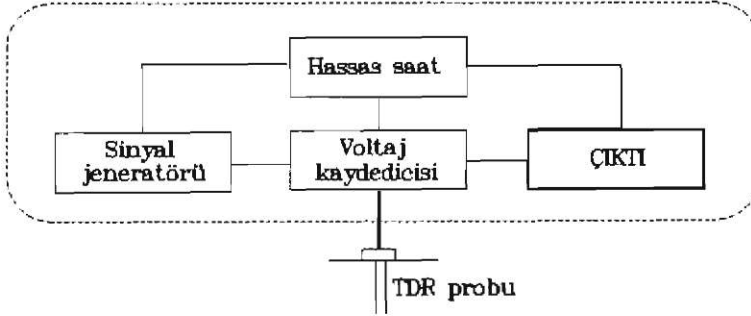 Hassas saat
Sinyal
jeneratörü
Voltaj
kaydedicisi
ÇIKTI
TDR probu